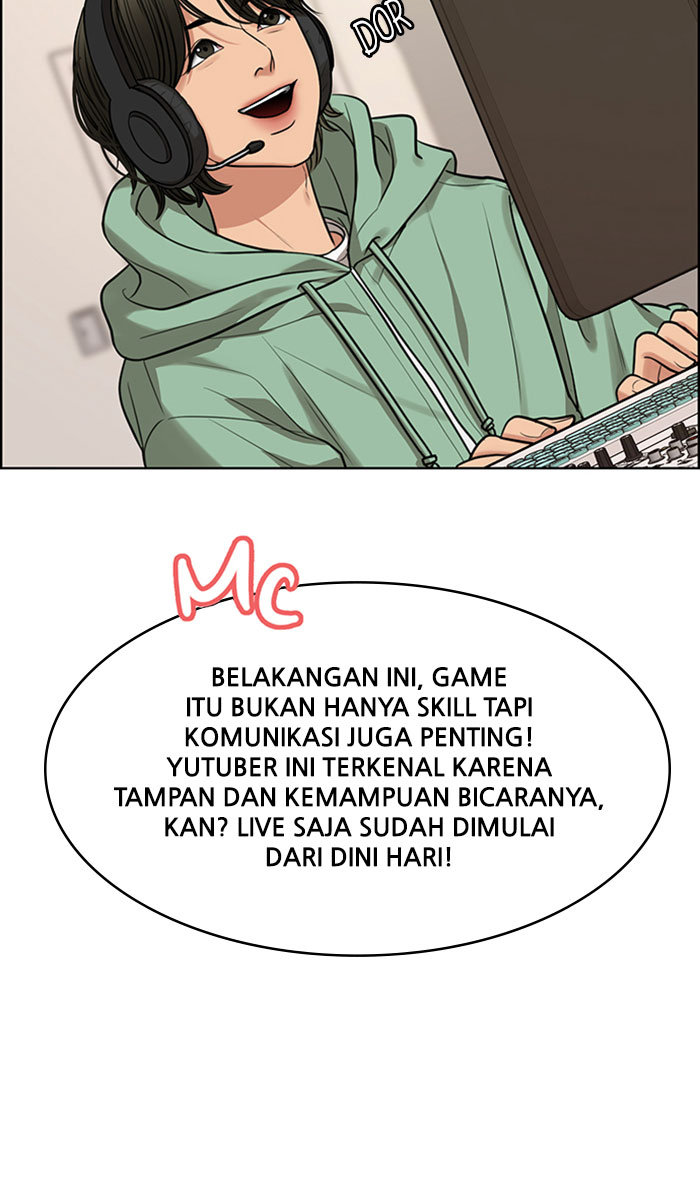 DOR
MC
BELAKANGAN INI, GAME
ITU BUKAN HANYA SKILL TAPI
KOMUNIKASI JUGA PENTING!
YUTUBER INI TERKENAL KARENA
TAMPAN DAN KEMAMPUAN BICARANYA,
KAN? LIVE SAJA SUDAH DIMULAI
DARI DINI HARI!